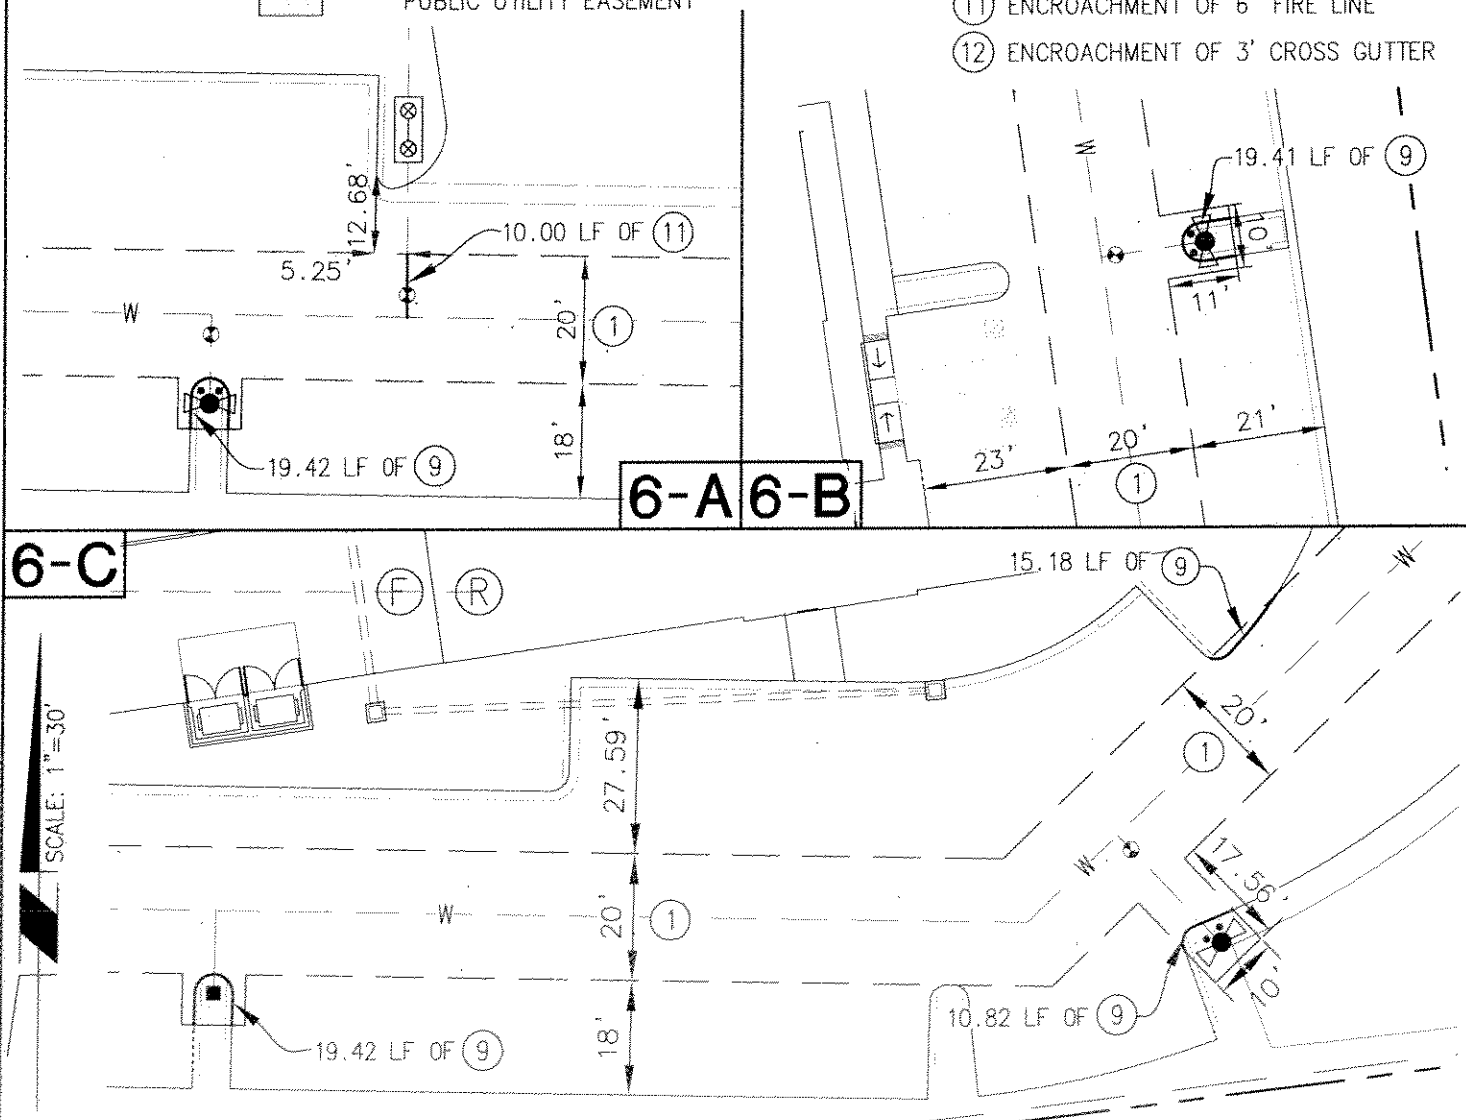 PUBLIC UTILITY EASEMENT
11 ENCROACHMENT OF 6" FIRE LINE
12 ENCROACHMENT OF 3' CROSS GUTTER
12.68'
10.00 LF OF 11
5.25'
W
20'
1
19.42 LF OF 9
18'
6-A
W
19.41 LF OF 9
10'
11'
23'
20'
21'
1
6-B
6-C
F
R
15.18 LF OF 9
W
SCALE: 1"=30'
27.59'
20'
1
W
17.56'
W
20'
1
10'
10.82 LF OF 9
19.42 LF OF 9
18'